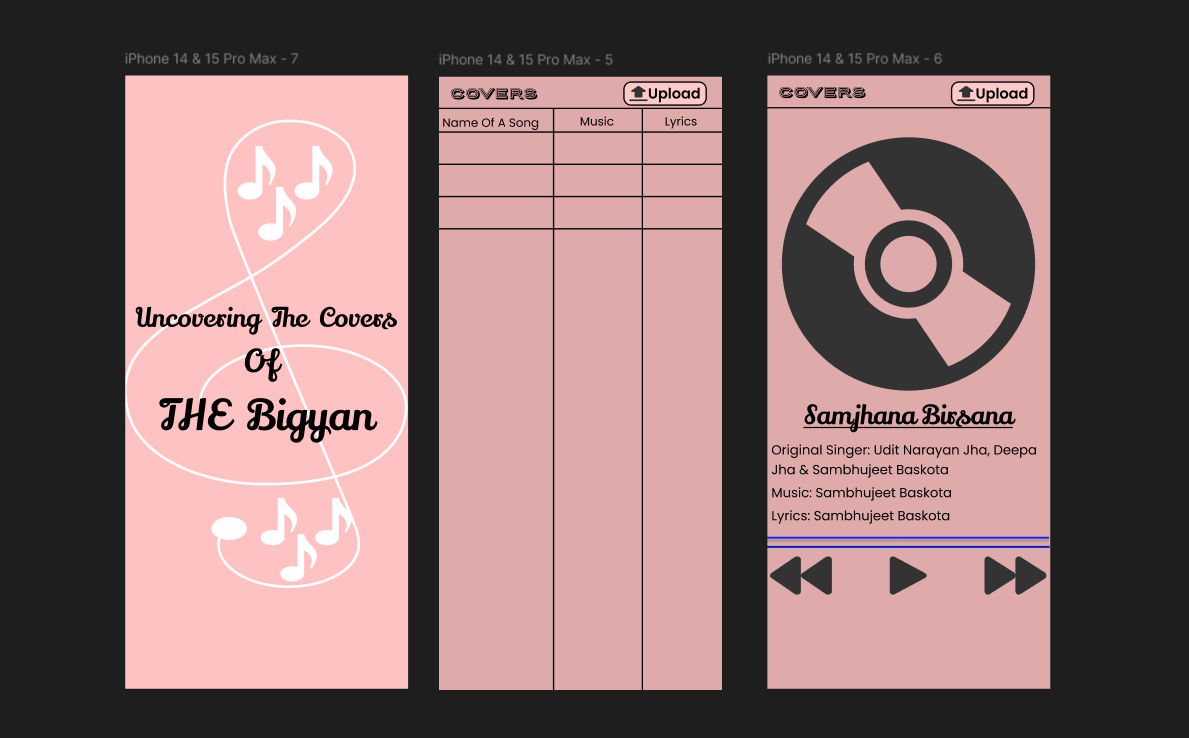 iPhone 14 & 15 Pro Max - 7
Uncovering The Covers
Of
THE Bigyan
iPhone 14 & 15 Pro Max - 5
COVERS
Upload
Name Of A Song
Music
Lyrics
iPhone 14 & 15 Pro Max - 6
COVERS
Upload
Samjhana Birsana
Original Singer: Udit Narayan Jha, Deepa
Jha & Sambhujeet Baskota
Music: Sambhujeet Baskota
Lyrics: Sambhujeet Baskota